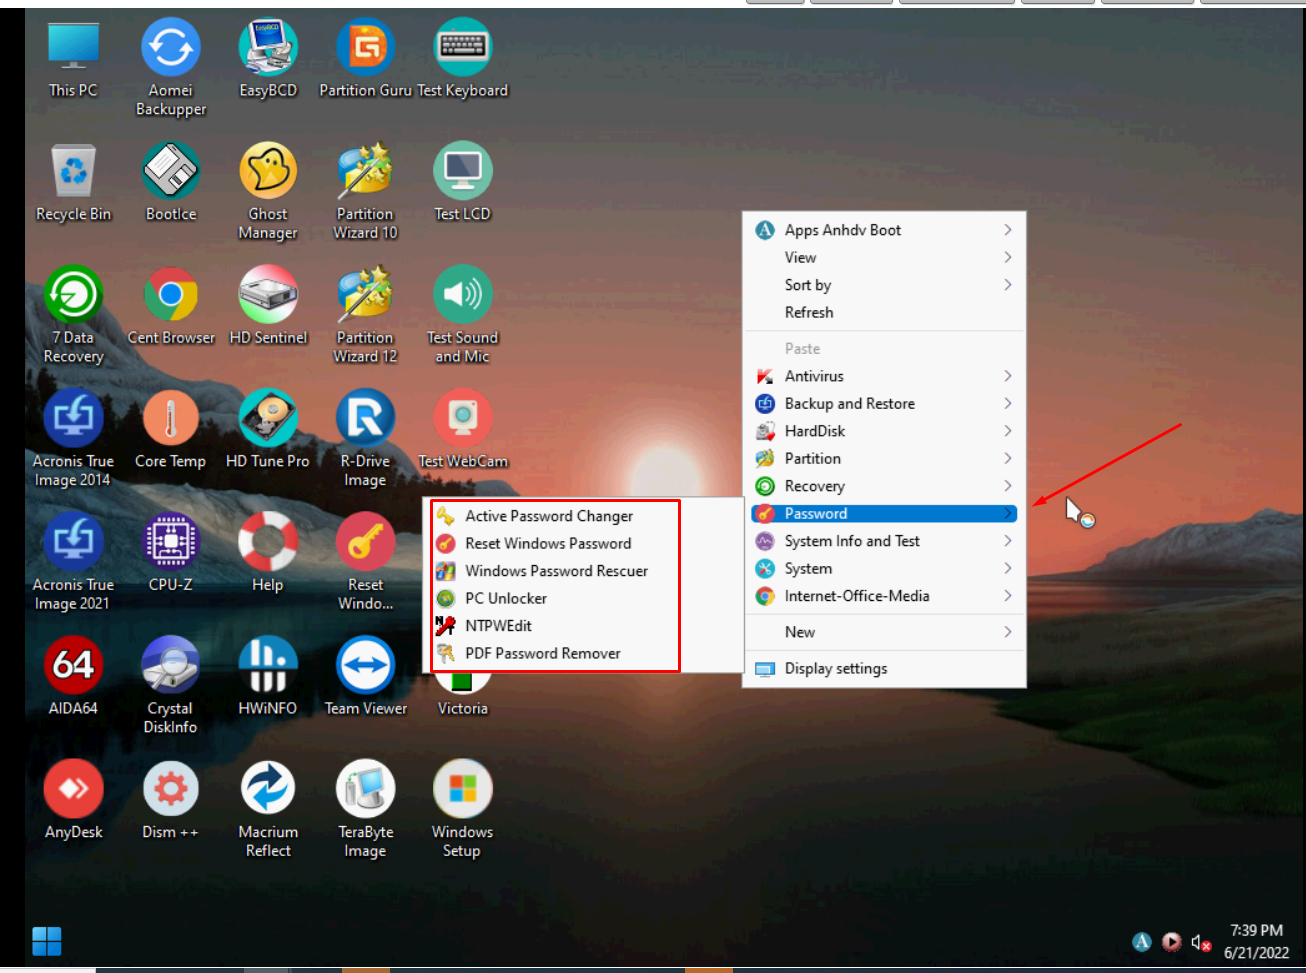 This PC
Aomei
Backupper
EasyBCD
Partition Guru
Test Keyboard
Recycle Bin
BootIce
Ghost
Manager
Partition
Wizard 10
Test LCD
7 Data
Recovery
Cent Browser
HD Sentinel
Partition
Wizard 12
Test Sound
and Mic
Acronis True
Image 2014
Core Temp
HD Tune Pro
R-Drive
Image
Test WebCam
Acronis True
Image 2021
CPU-Z
Help
Reset
Windo...
64
AIDA64
Crystal
DiskInfo
HWiNFO
Team Viewer
Victoria
AnyDesk
Dism ++
Macrium
Reflect
TeraByte
Image
Windows
Setup
Apps Anhdv Boot
View
Sort by
Refresh
Paste
Antivirus
Backup and Restore
HardDisk
Partition
Recovery
Password
System Info and Test
System
Internet-Office-Media
New
Display settings
Active Password Changer
Reset Windows Password
Windows Password Rescuer
PC Unlocker
NTPWEdit
PDF Password Remover
7:39 PM
6/21/2022